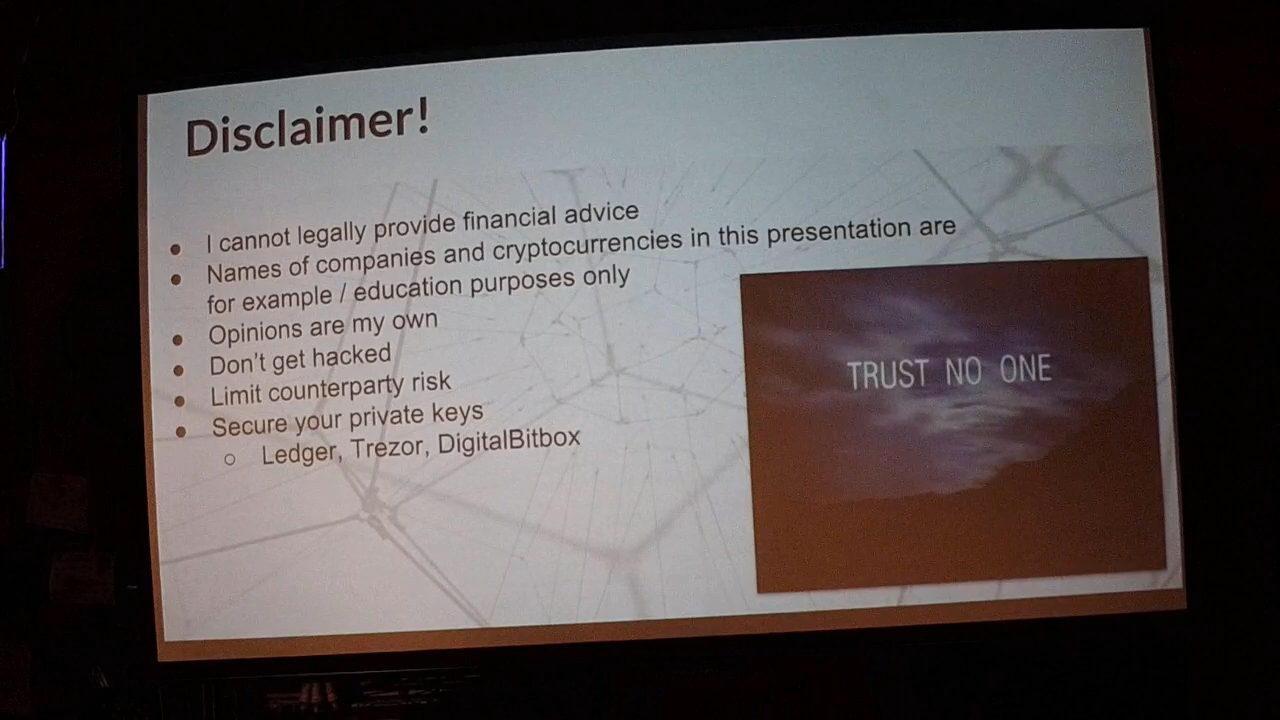 Disclaimer!
● I cannot legally provide financial advice
● Names of companies and cryptocurrencies in this presentation are
for example / education purposes only
● Opinions are my own
● Don't get hacked
● Limit counterparty risk
● Secure your private keys
○ Ledger, Trezor, DigitalBitbox
TRUST NO ONE